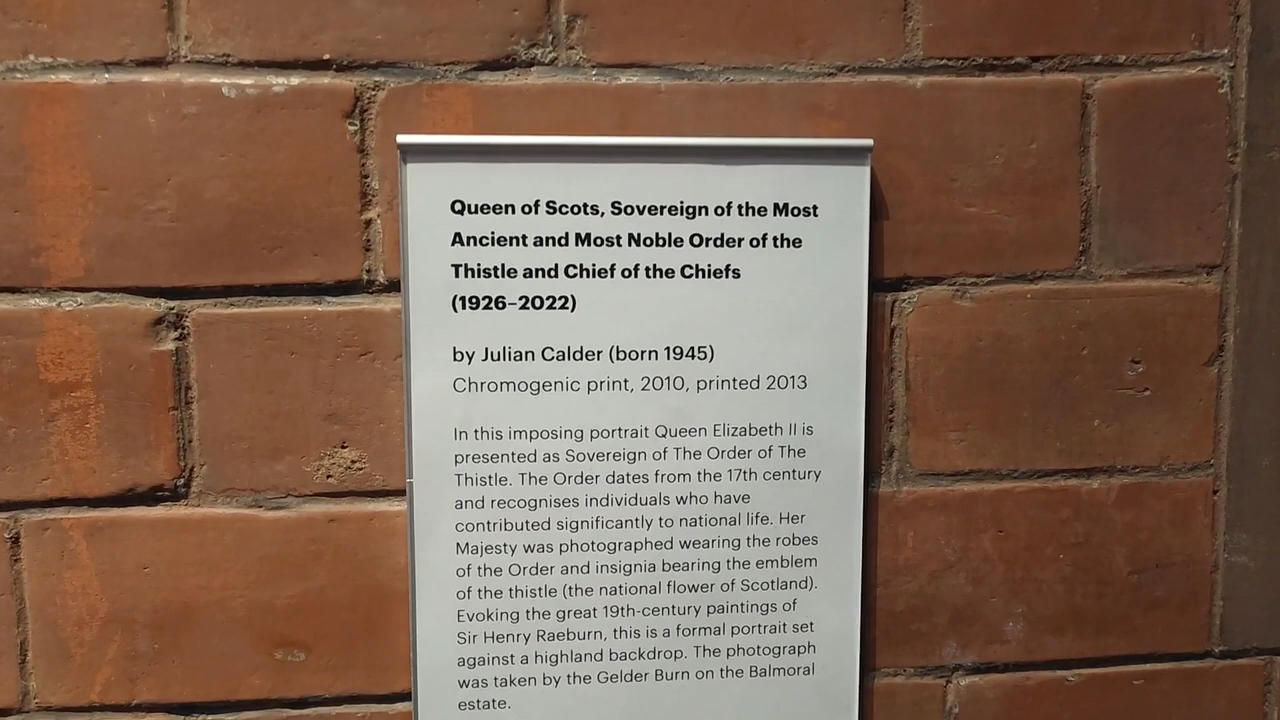 Queen of Scots, Sovereign of the Most
Ancient and Most Noble Order of the
Thistle and Chief of the Chiefs
(1926–2022)
by Julian Calder (born 1945)
Chromogenic print, 2010, printed 2013
In this imposing portrait Queen Elizabeth II is
presented as Sovereign of The Order of The
Thistle. The Order dates from the 17th century
and recognises individuals who have
contributed significantly to national life. Her
Majesty was photographed wearing the robes
of the Order and insignia bearing the emblem
of the thistle (the national flower of Scotland).
Evoking the great 19th-century paintings of
Sir Henry Raeburn, this is a formal portrait set
against a highland backdrop. The photograph
was taken by the Gelder Burn on the Balmoral
estate.